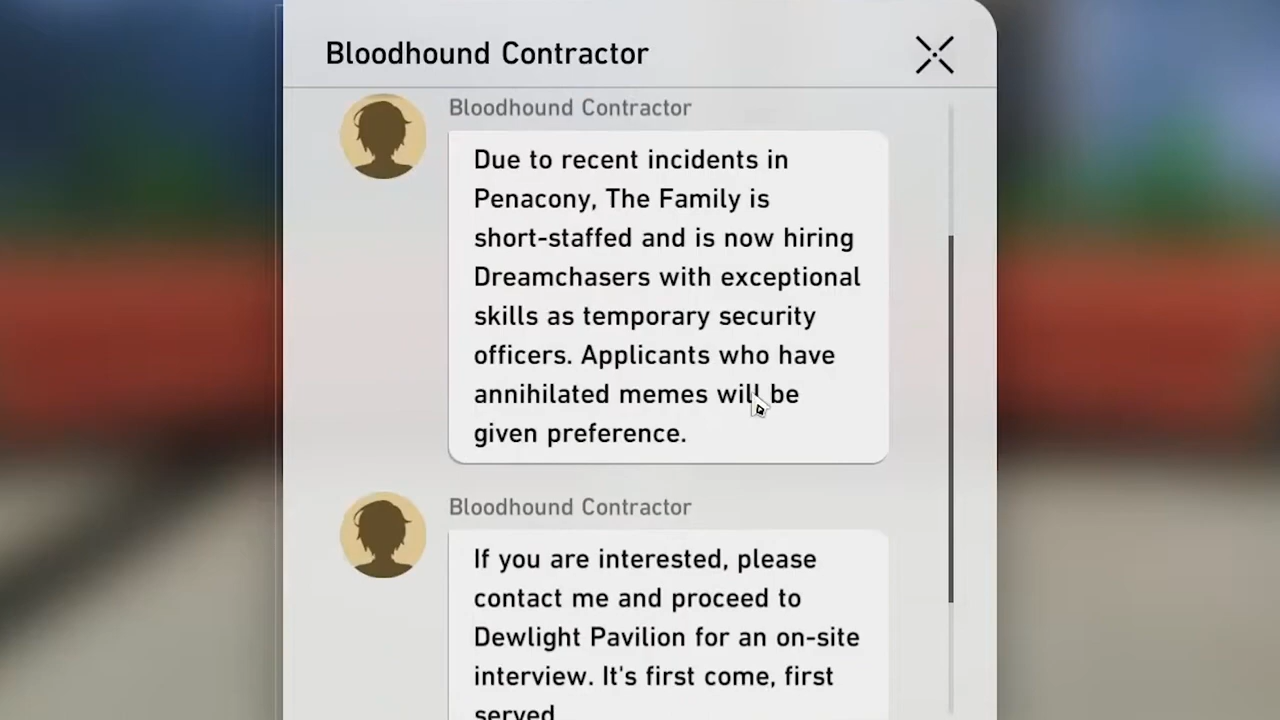 Bloodhound Contractor
Bloodhound Contractor
Due to recent incidents in
Penacony, The Family is
short-staffed and is now hiring
Dreamchasers with exceptional
skills as temporary security
officers. Applicants who have
annihilated memes will be
given preference.
Bloodhound Contractor
If you are interested, please
contact me and proceed to
Dewlight Pavilion for an on-site
interview. It's first come, first
served